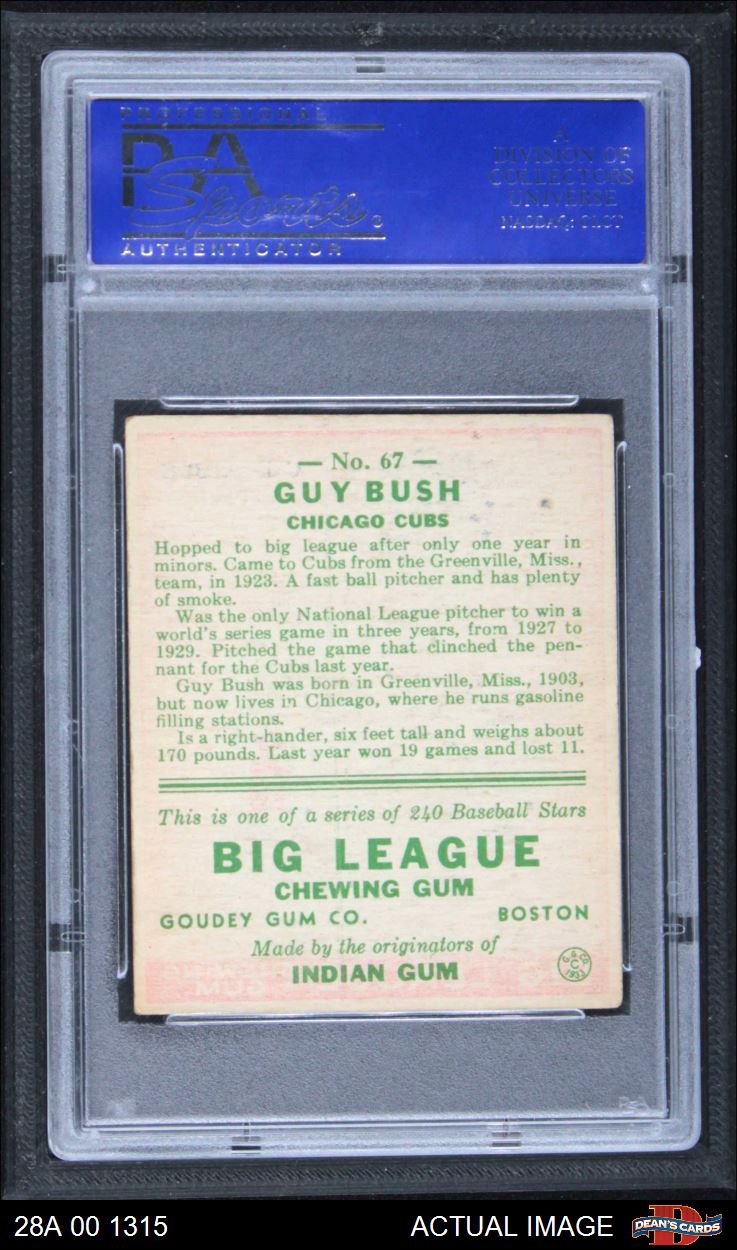 PROFESSIONAL
PSA
Sports
AUTHENTICATOR
A
DIVISION OF
COLLECTORS
UNIVERSE
NASDAQ: CLCT
— No. 67 —
GUY BUSH
CHICAGO CUBS
Hopped to big league after only one year in
minors. Came to Cubs from the Greenville, Miss.,
team, in 1923. A fast ball pitcher and has plenty
of smoke.
Was the only National League pitcher to win a
world's series game in three years, from 1927 to
1929. Pitched the game that clinched the pen-
nant for the Cubs last year.
Guy Bush was born in Greenville, Miss., 1903,
but now lives in Chicago, where he runs gasoline
filling stations.
Is a right-hander, six feet tall and weighs about
170 pounds. Last year won 19 games and lost 11.
This is one of a series of 240 Baseball Stars
BIG LEAGUE
CHEWING GUM
GOUDEY GUM CO. BOSTON
Made by the originators of
INDIAN GUM
G. G. CO.
C
1933
28A 00 1315
ACTUAL IMAGE
DEAN'S CARDS